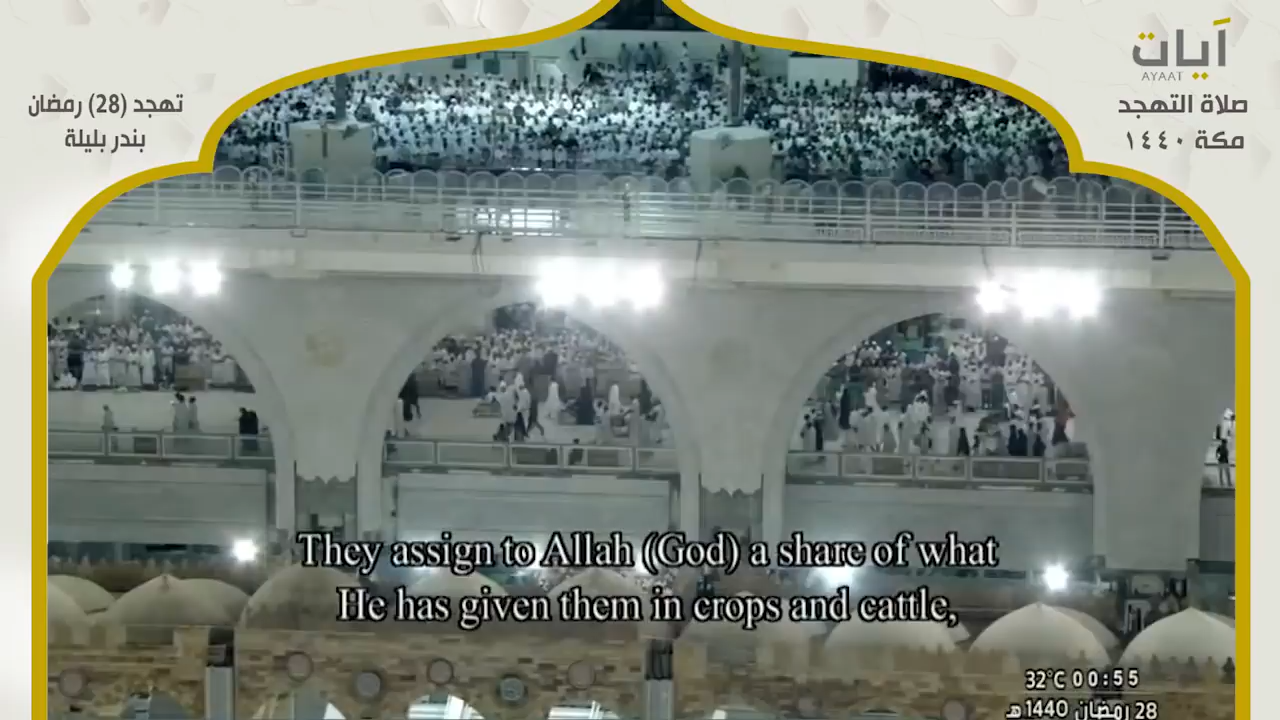 آيات
AYAAT
صلاة التهجد
مكة ١٤٤٠
تهجد (28) رمضان
بندر بليلة
They assign to Allah (God) a share of what
He has given them in crops and cattle,
32°C 00:55
28 رمضان 1440هـ